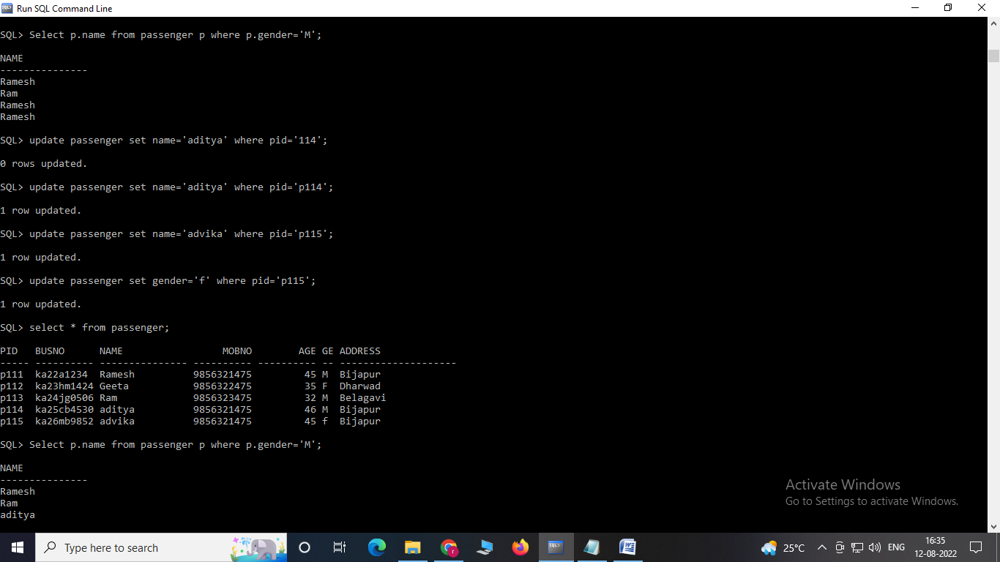 Run SQL Command Line
SQL> Select p.name from passenger p where p.gender='M';
NAME
---------------
Ramesh
Ram
Ramesh
Ramesh
SQL> update passenger set name='aditya' where pid='114';
0 rows updated.
SQL> update passenger set name='aditya' where pid='p114';
1 row updated.
SQL> update passenger set name='advika' where pid='p115';
1 row updated.
SQL> update passenger set gender='f' where pid='p115';
1 row updated.
SQL> select * from passenger;
PID   BUSNO      NAME                 MOBNO        AGE GE ADDRESS
----- ---------- --------------- ---------- ---------- -- --------------------
p111  ka22a1234  Ramesh          9856321475         45 M  Bijapur
p112  ka23hm1424 Geeta           9856322475         35 F  Dharwad
p113  ka24jg0506 Ram             9856323475         32 M  Belagavi
p114  ka25cb4530 aditya          9856321475         46 M  Bijapur
p115  ka26mb9852 advika          9856321475         45 f  Bijapur
SQL> Select p.name from passenger p where p.gender='M';
NAME
---------------
Ramesh
Ram
aditya
Activate Windows
Go to Settings to activate Windows.
Type here to search
25°C
ENG
16:35
12-08-2022